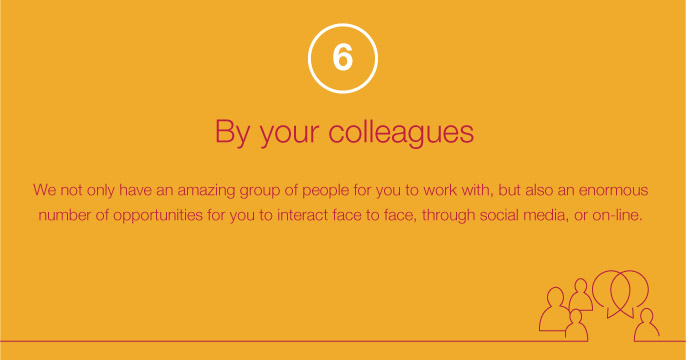 6
By your colleagues
We not only have an amazing group of people for you to work with, but also an enormous
number of opportunities for you to interact face to face, through social media, or on-line.